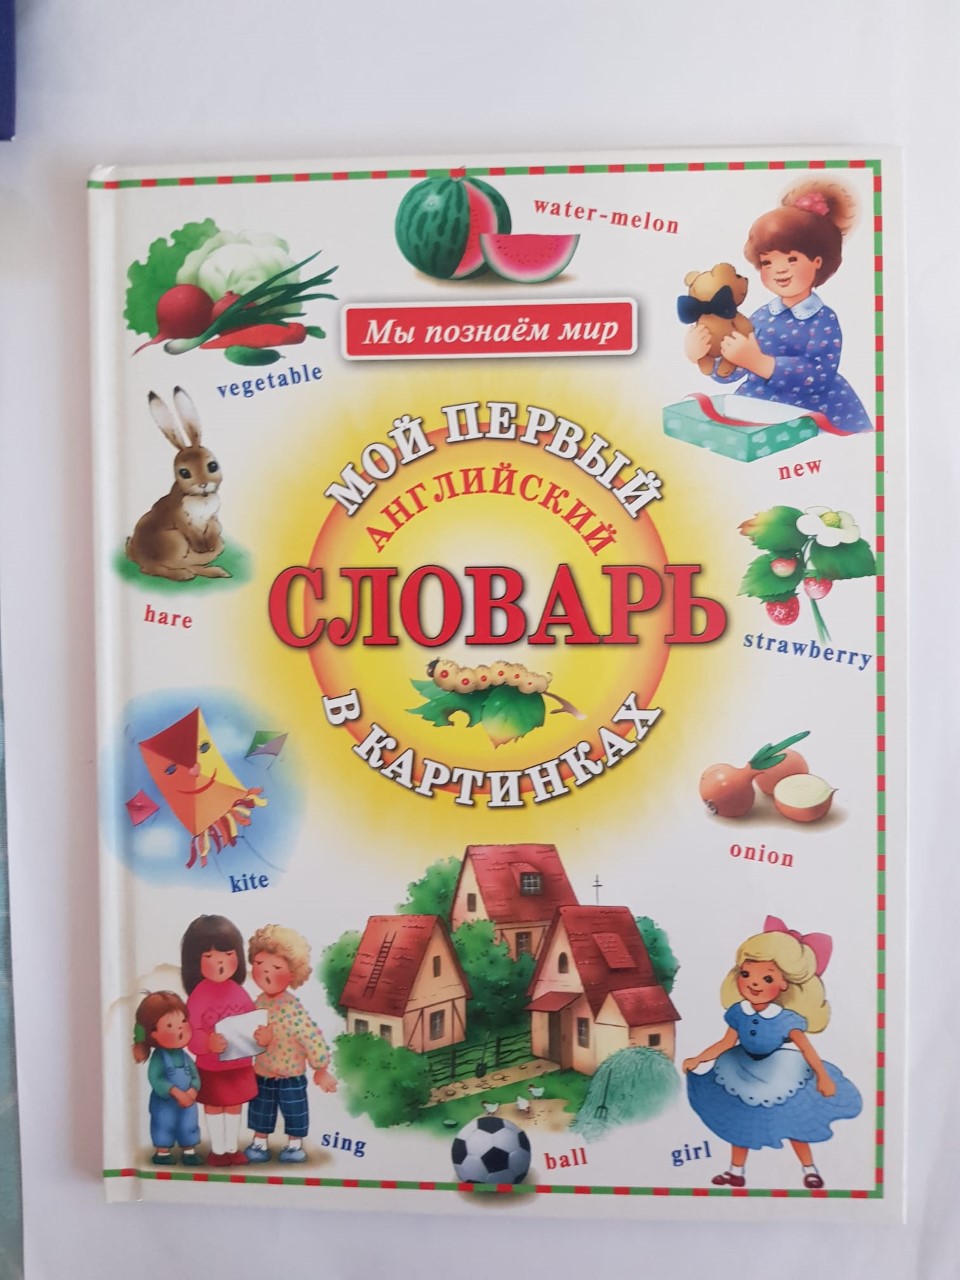 water-melon
Мы познаём мир
vegetable
new
МОЙ ПЕРВЫЙ
АНГЛИЙСКИЙ
СЛОВАРЬ
В КАРТИНКАХ
hare
strawberry
kite
onion
sing
ball
girl